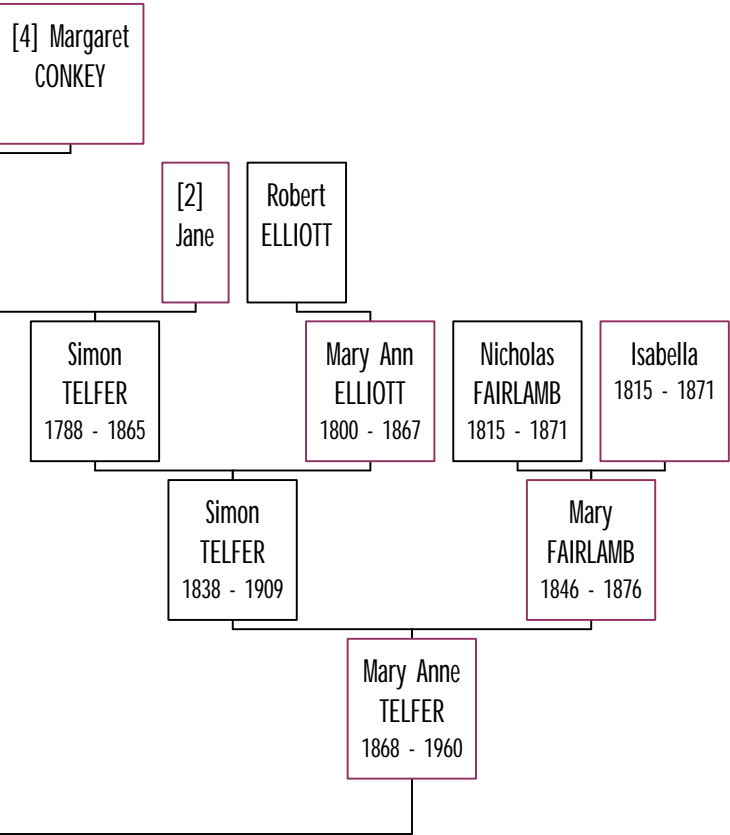 [4] Margaret
CONKEY
[2]
Jane
Robert
ELLIOTT
Simon
TELFER
1788 - 1865
Mary Ann
ELLIOTT
1800 - 1867
Nicholas
FAIRLAMB
1815 - 1871
Isabella
1815 - 1871
Simon
TELFER
1838 - 1909
Mary
FAIRLAMB
1846 - 1876
Mary Anne
TELFER
1868 - 1960